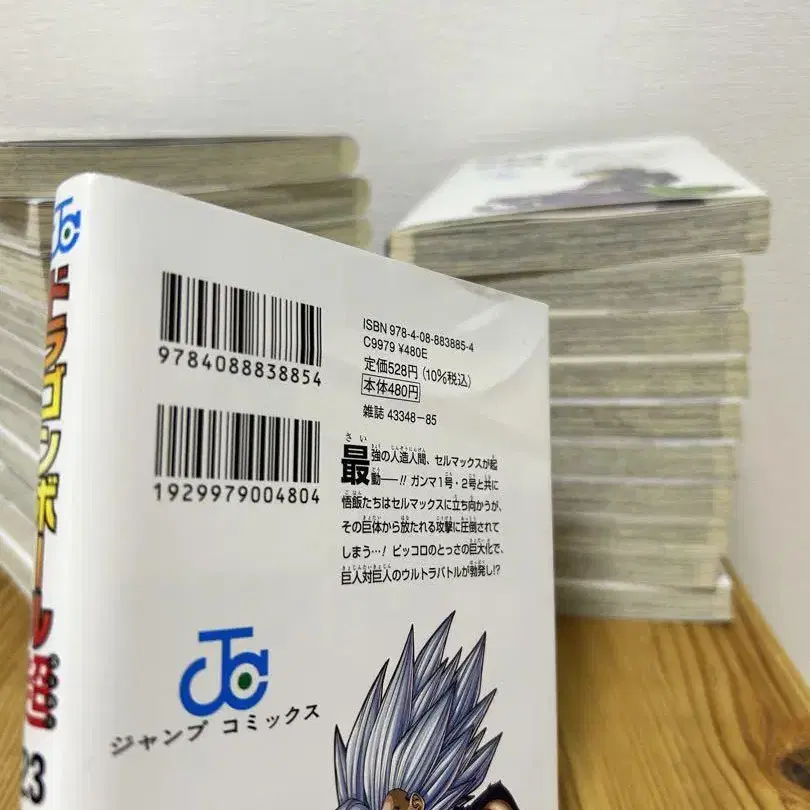 JC
ドラゴンボール超
23
9784088838854
1929979004804
ISBN 978-4-08-883885-4
C9979 ¥480E
定価528円(10%税込)
本体480円
雑誌 43348-85
最強の人造人間、セルマックスが起
動――!! ガンマ1号・2号と共に
悟飯たちはセルマックスに立ち向かうが、
その巨体から放たれる攻撃に圧倒されて
しまう…! ピッコロのとっさの巨大化で、
巨人対巨人のウルトラバトルが勃発し!?
JC
ジャンプ コミックス